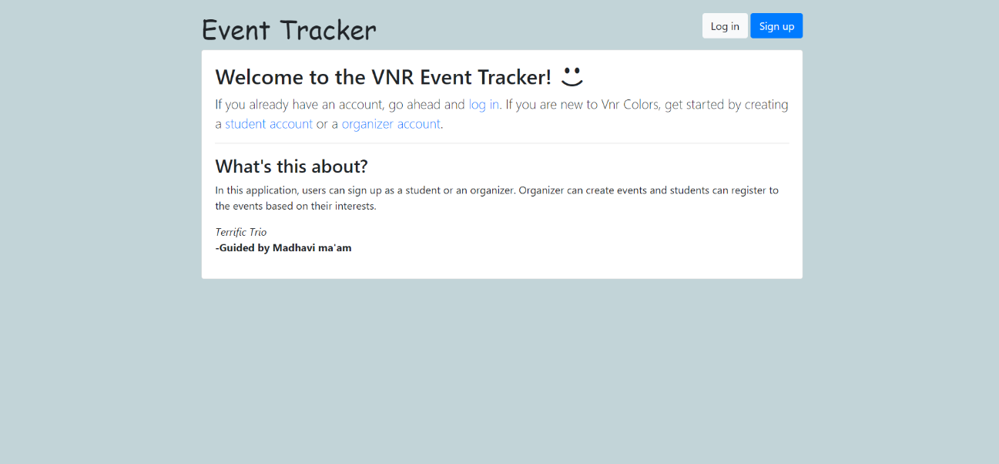 Event Tracker
Log in
Sign up
Welcome to the VNR Event Tracker!
If you already have an account, go ahead and log in. If you are new to Vnr Colors, get started by creating
a student account or a organizer account.
What's this about?
In this application, users can sign up as a student or an organizer. Organizer can create events and students can register to
the events based on their interests.
Terrific Trio
-Guided by Madhavi ma'am